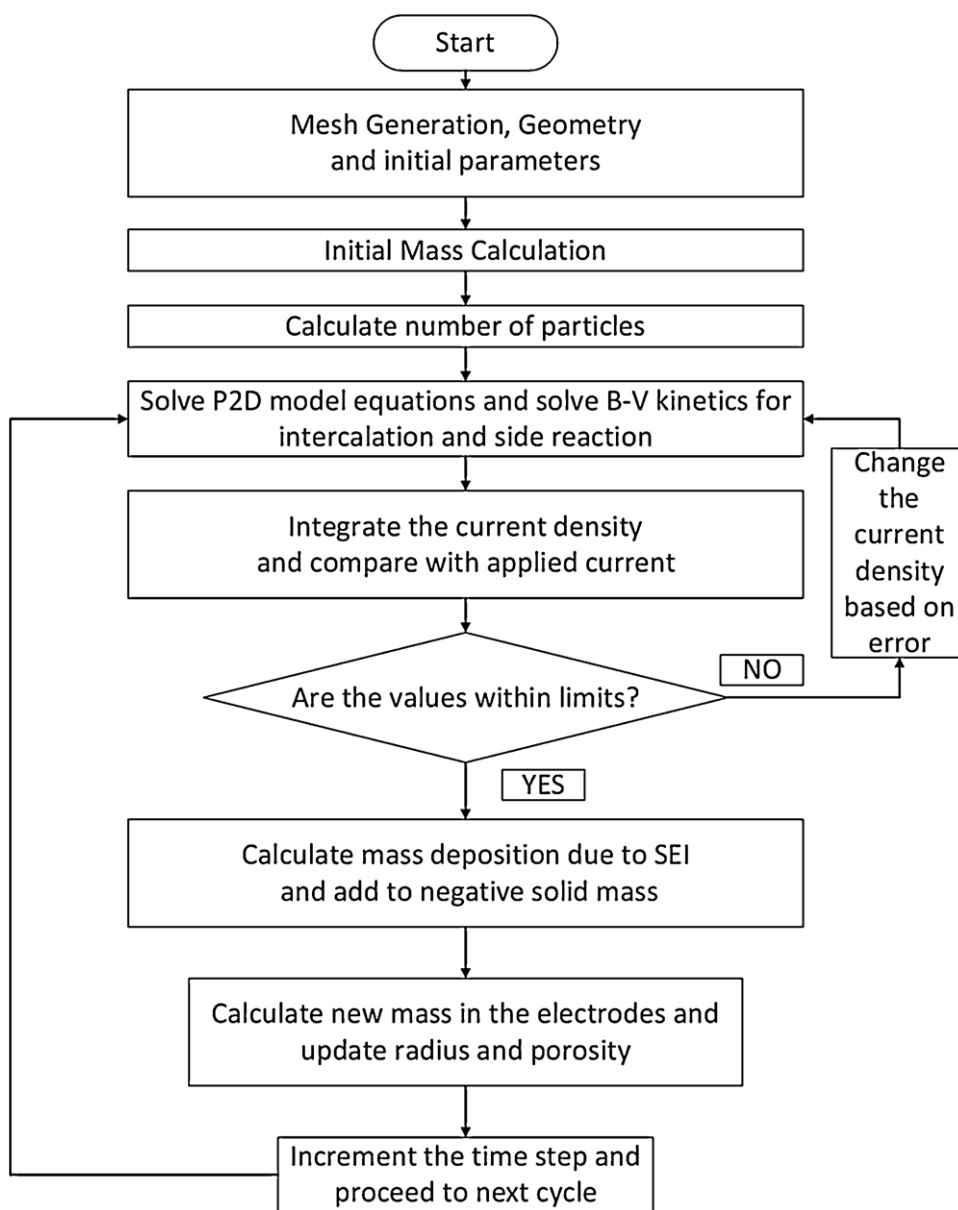 Start
Mesh Generation, Geometry
and initial parameters
Initial Mass Calculation
Calculate number of particles
Solve P2D model equations and solve B-V kinetics for
intercalation and side reaction
Change
the
current
density
based on
error
Integrate the current density
and compare with applied current
NO
Are the values within limits?
YES
Calculate mass deposition due to SEI
and add to negative solid mass
Calculate new mass in the electrodes and
update radius and porosity
Increment the time step and
proceed to next cycle